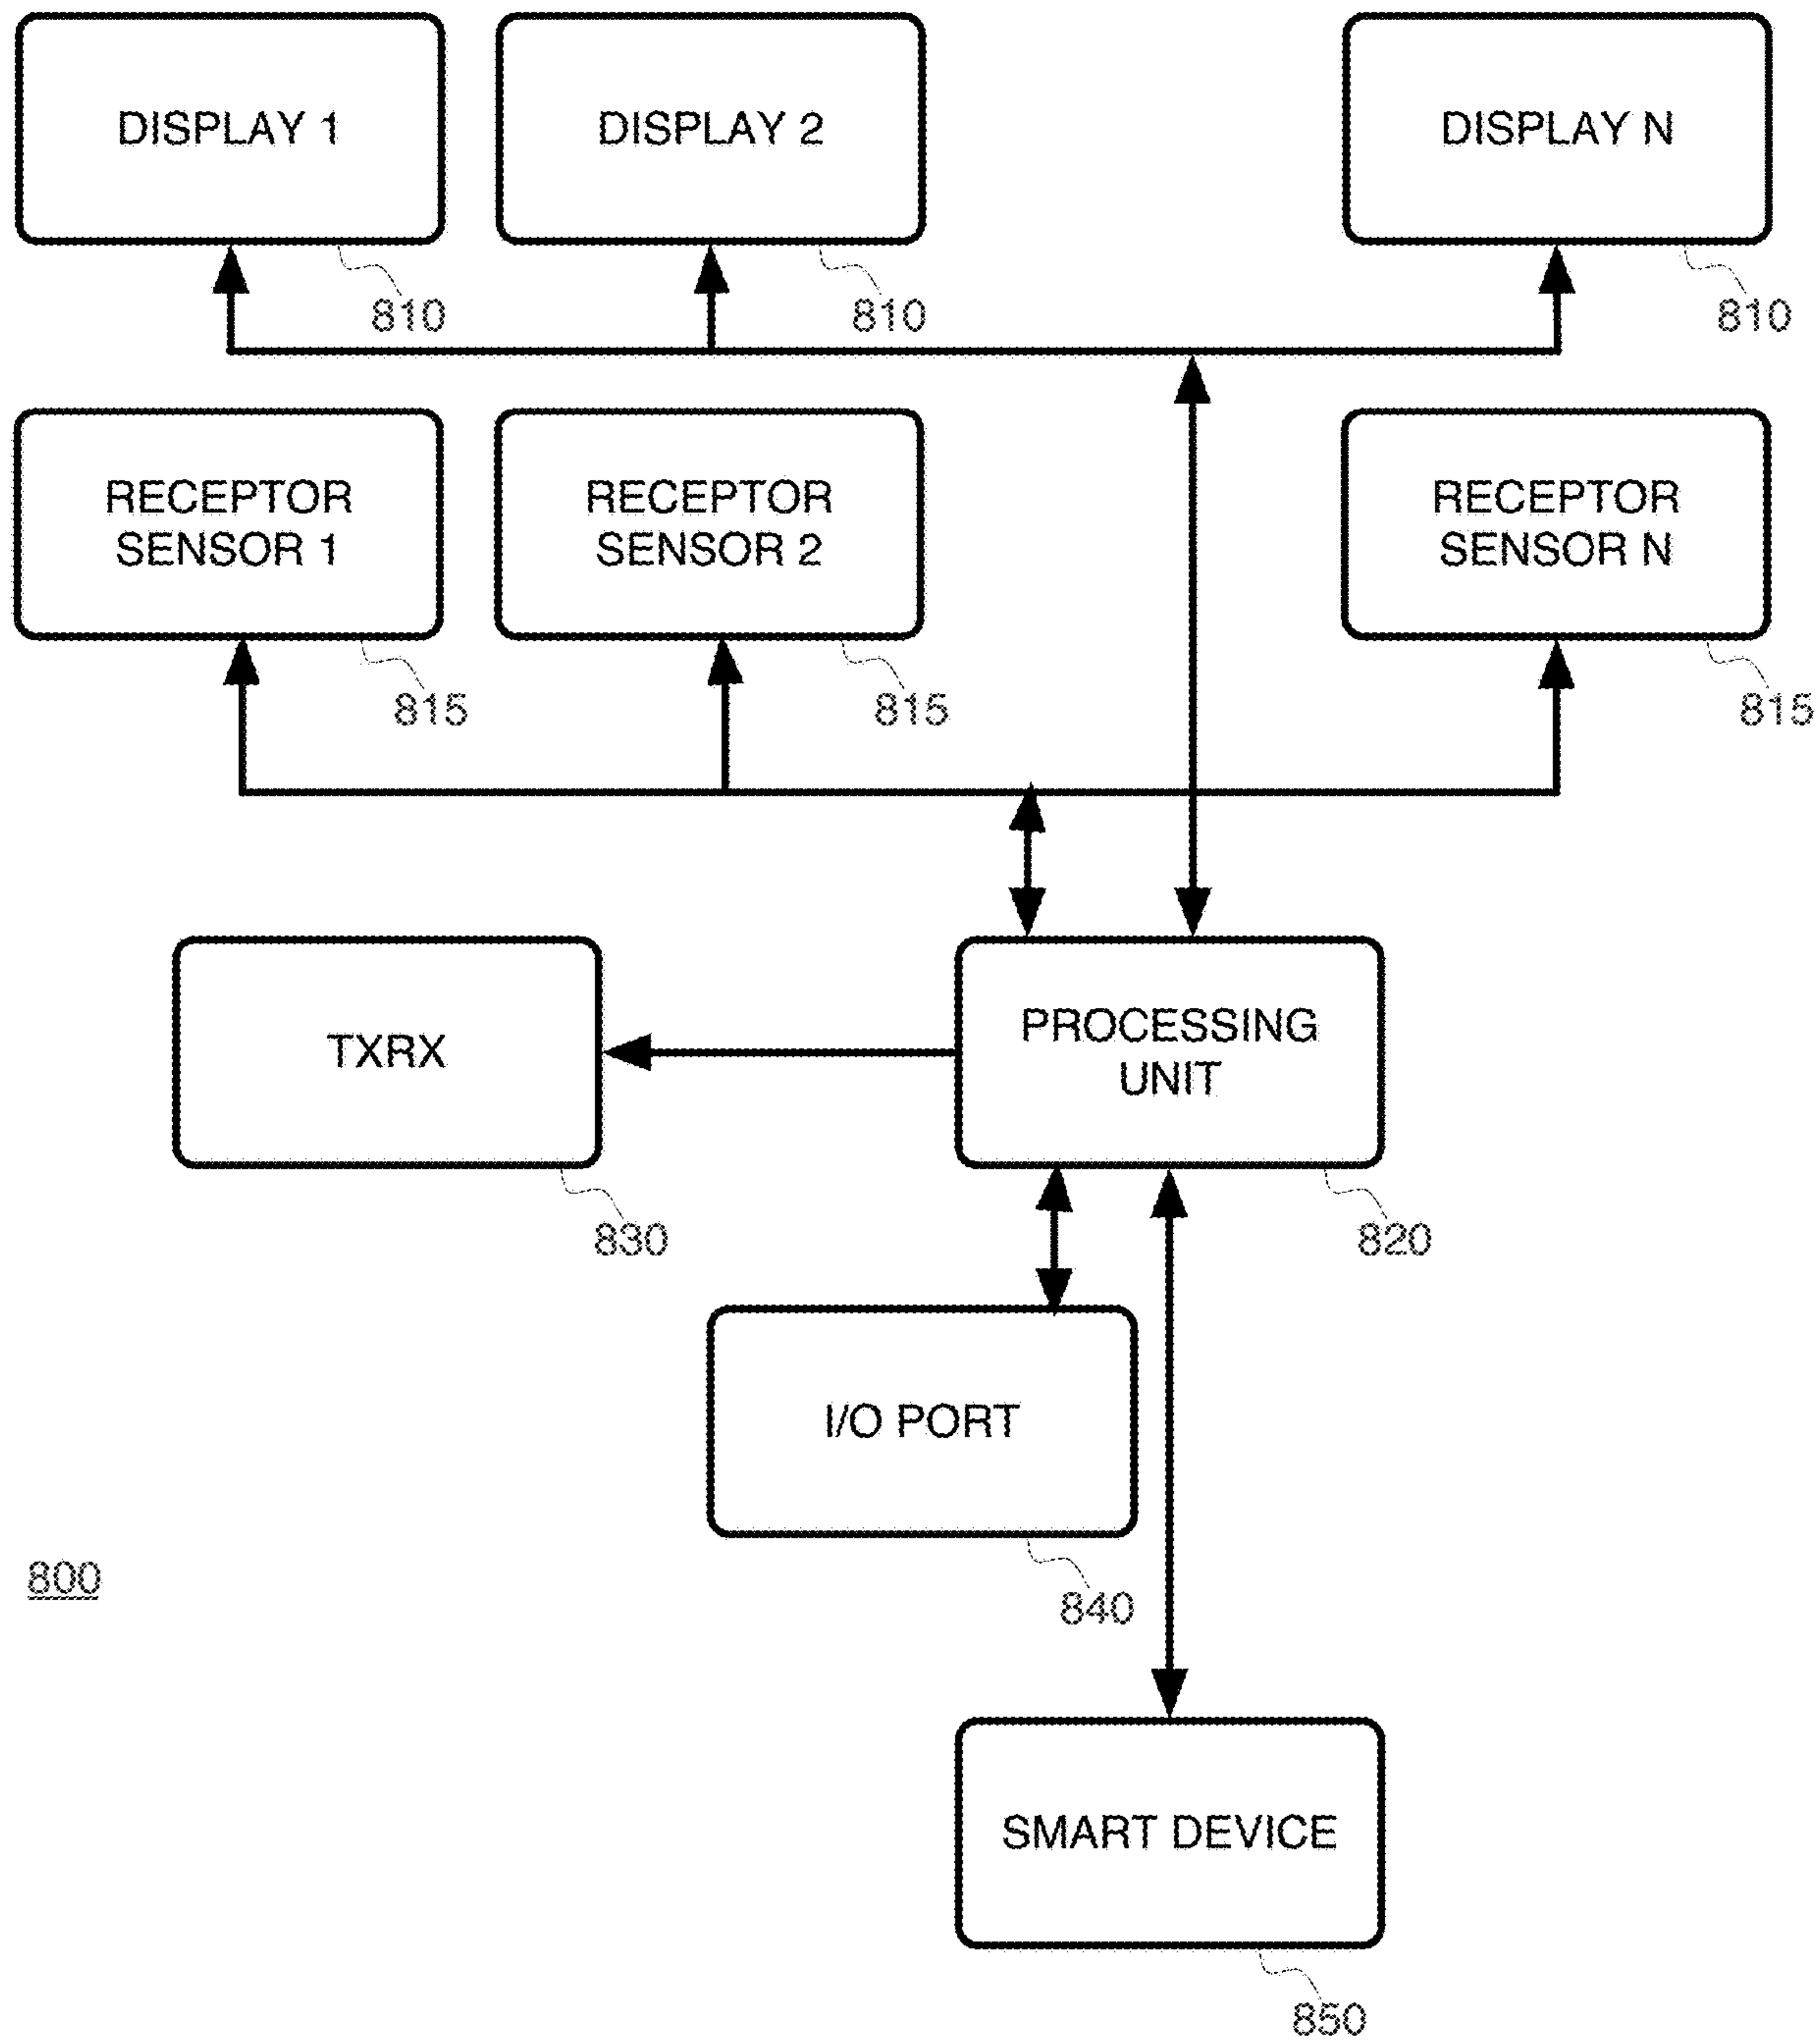 DISPLAY 1
DISPLAY 2
DISPLAY N
810
810
810
RECEPTOR
SENSOR 1
RECEPTOR
SENSOR 2
RECEPTOR
SENSOR N
815
815
815
TXRX
PROCESSING
UNIT
830
820
I/O PORT
800
840
SMART DEVICE
850